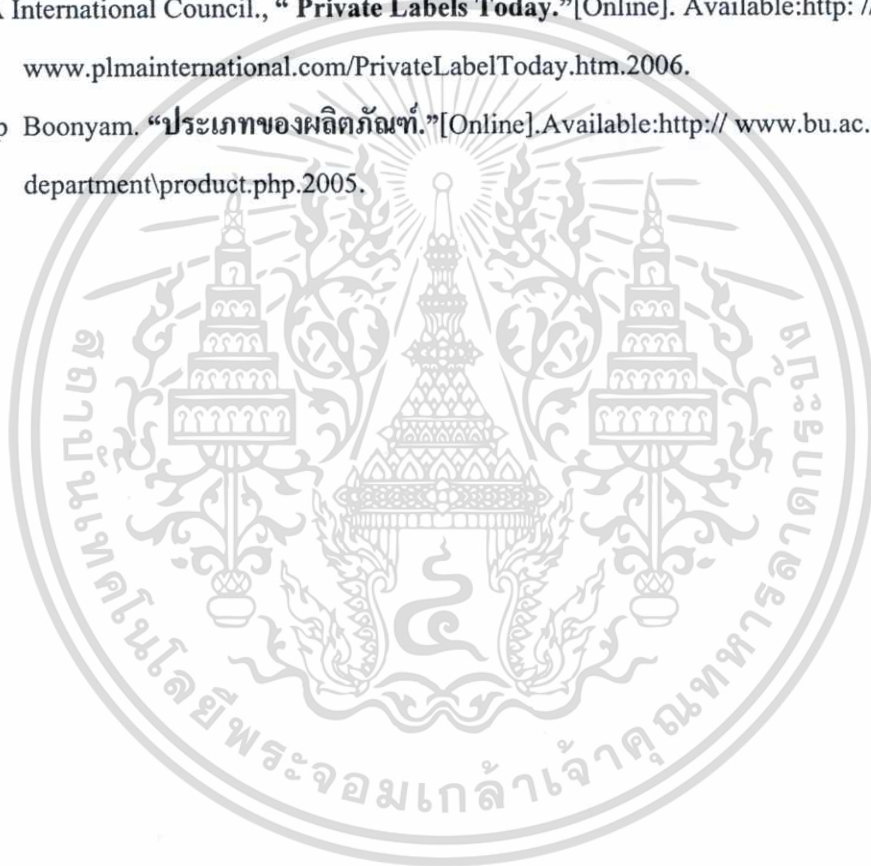 International Council., “ Private Labels Today.”[Online]. Available:http: //
www.plmainternational.com/PrivateLabelToday.htm.2006.
Boonyam. “ประเภทของผลิตภัณฑ์.”[Online].Available:http:// www.bu.ac.
department\product.php.2005.
สถาบันเทคโนโลยีพระจอมเกล้าเจ้าคุณทหารลาดกระบัง